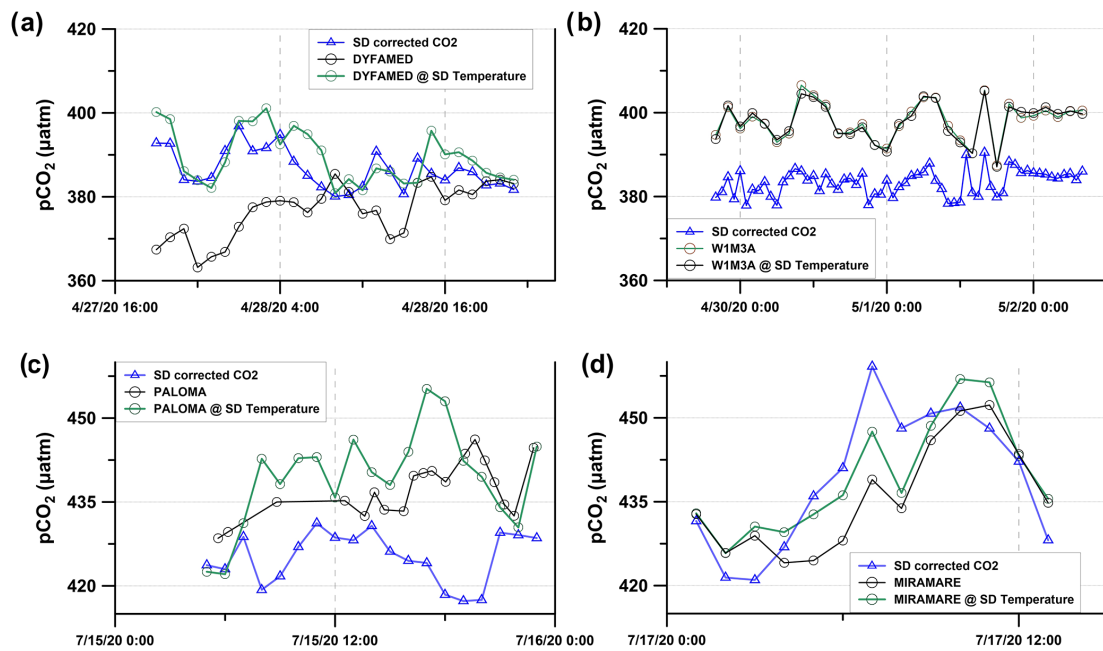 (a)
420
400
380
360
pCO2 (µatm)
SD corrected CO2
DYFAMED
DYFAMED @ SD Temperature
4/27/20 16:00
4/28/20 4:00
4/28/20 16:00
(b)
420
400
380
360
pCO2 (µatm)
SD corrected CO2
W1M3A
W1M3A @ SD Temperature
4/30/20 0:00
5/1/20 0:00
5/2/20 0:00
(c)
450
435
420
pCO2 (µatm)
SD corrected CO2
PALOMA
PALOMA @ SD Temperature
7/15/20 0:00
7/15/20 12:00
7/16/20 0:00
(d)
450
435
420
pCO2 (µatm)
SD corrected CO2
MIRAMARE
MIRAMARE @ SD Temperature
7/17/20 0:00
7/17/20 12:00